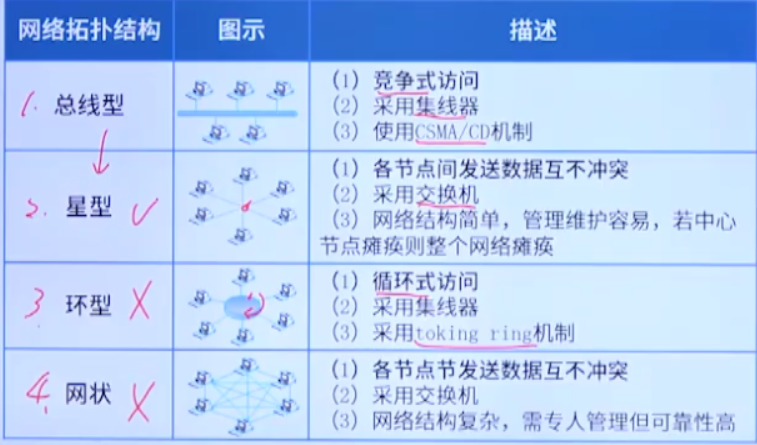 网络拓扑结构 图示 描述
1. 总线型
(1) 竞争式访问
(2) 采用集线器
(3) 使用CSMA/CD机制
2. 星型
(1) 各节点间发送数据互不冲突
(2) 采用交换机
(3) 网络结构简单，管理维护容易，若中心
节点瘫痪则整个网络瘫痪
3 环型
(1) 循环式访问
(2) 采用集线器
(3) 采用toking ring机制
4. 网状
(1) 各节点节发送数据互不冲突
(2) 采用交换机
(3) 网络结构复杂，需专人管理但可靠性高